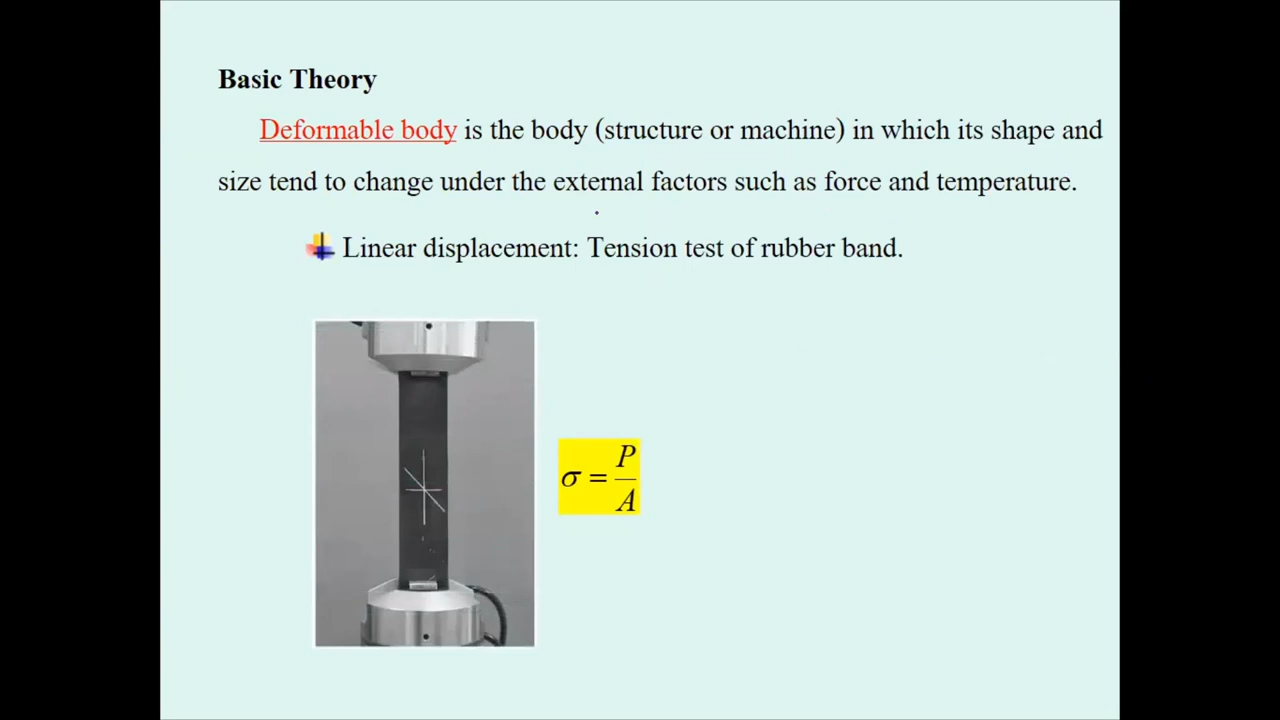 Basic Theory
Deformable body is the body (structure or machine) in which its shape and
size tend to change under the external factors such as force and temperature.
Linear displacement: Tension test of rubber band.
σ = P/A